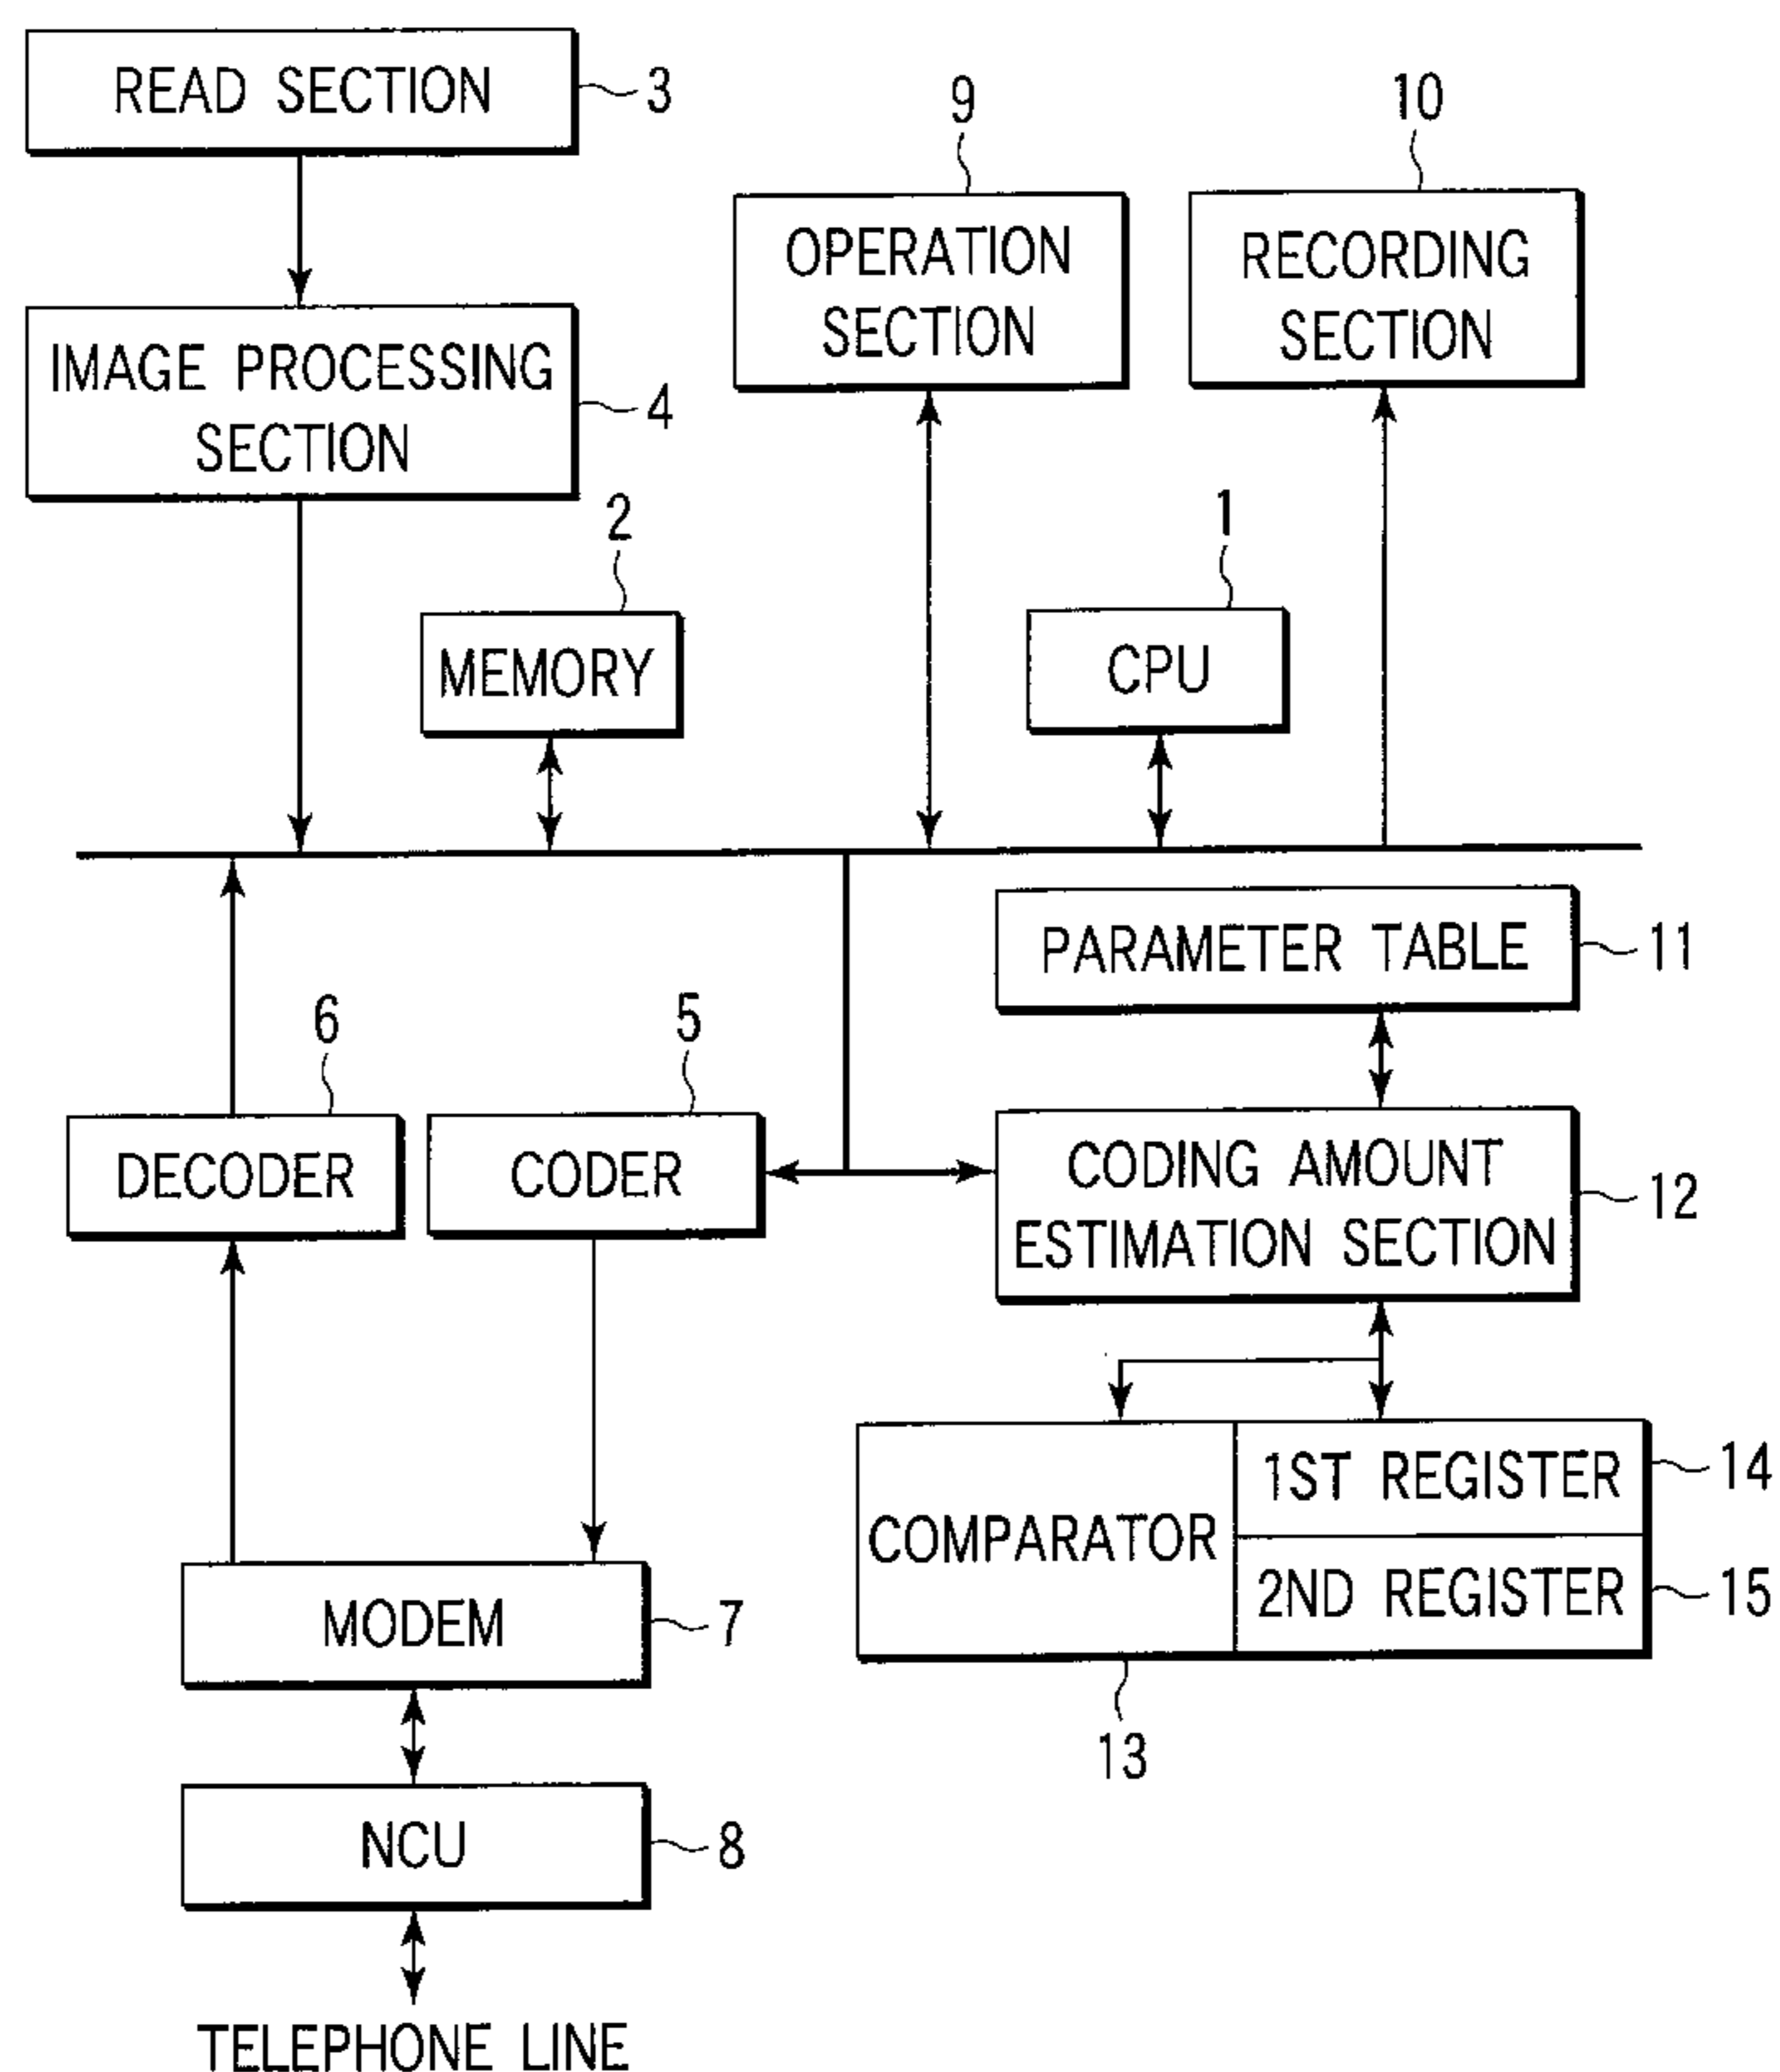 READ SECTION
3
9
10
OPERATION
SECTION
RECORDING
SECTION
IMAGE PROCESSING
SECTION
4
2
1
MEMORY
CPU
PARAMETER TABLE
11
6
5
DECODER
CODER
CODING AMOUNT
ESTIMATION SECTION
12
COMPARATOR
1ST REGISTER
14
2ND REGISTER
15
13
MODEM
7
NCU
8
TELEPHONE LINE